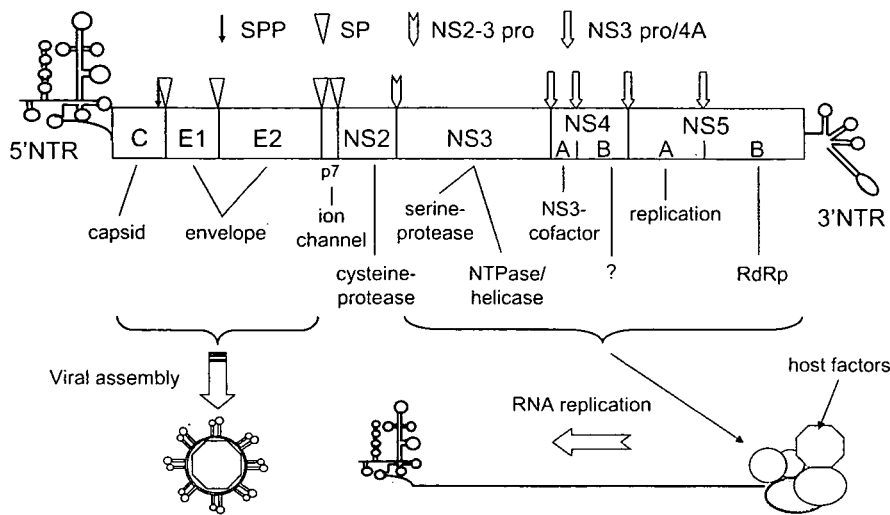 SPP SP NS2-3 pro NS3 pro/4A
5'NTR
C E1 E2 NS2 NS3 NS4 NS5
A B A B
p7
3'NTR
capsid
envelope
ion
channel
cysteine-
protease
serine-
protease
NTPase/
helicase
NS3-
cofactor
?
replication
RdRp
Viral assembly
RNA replication
host factors